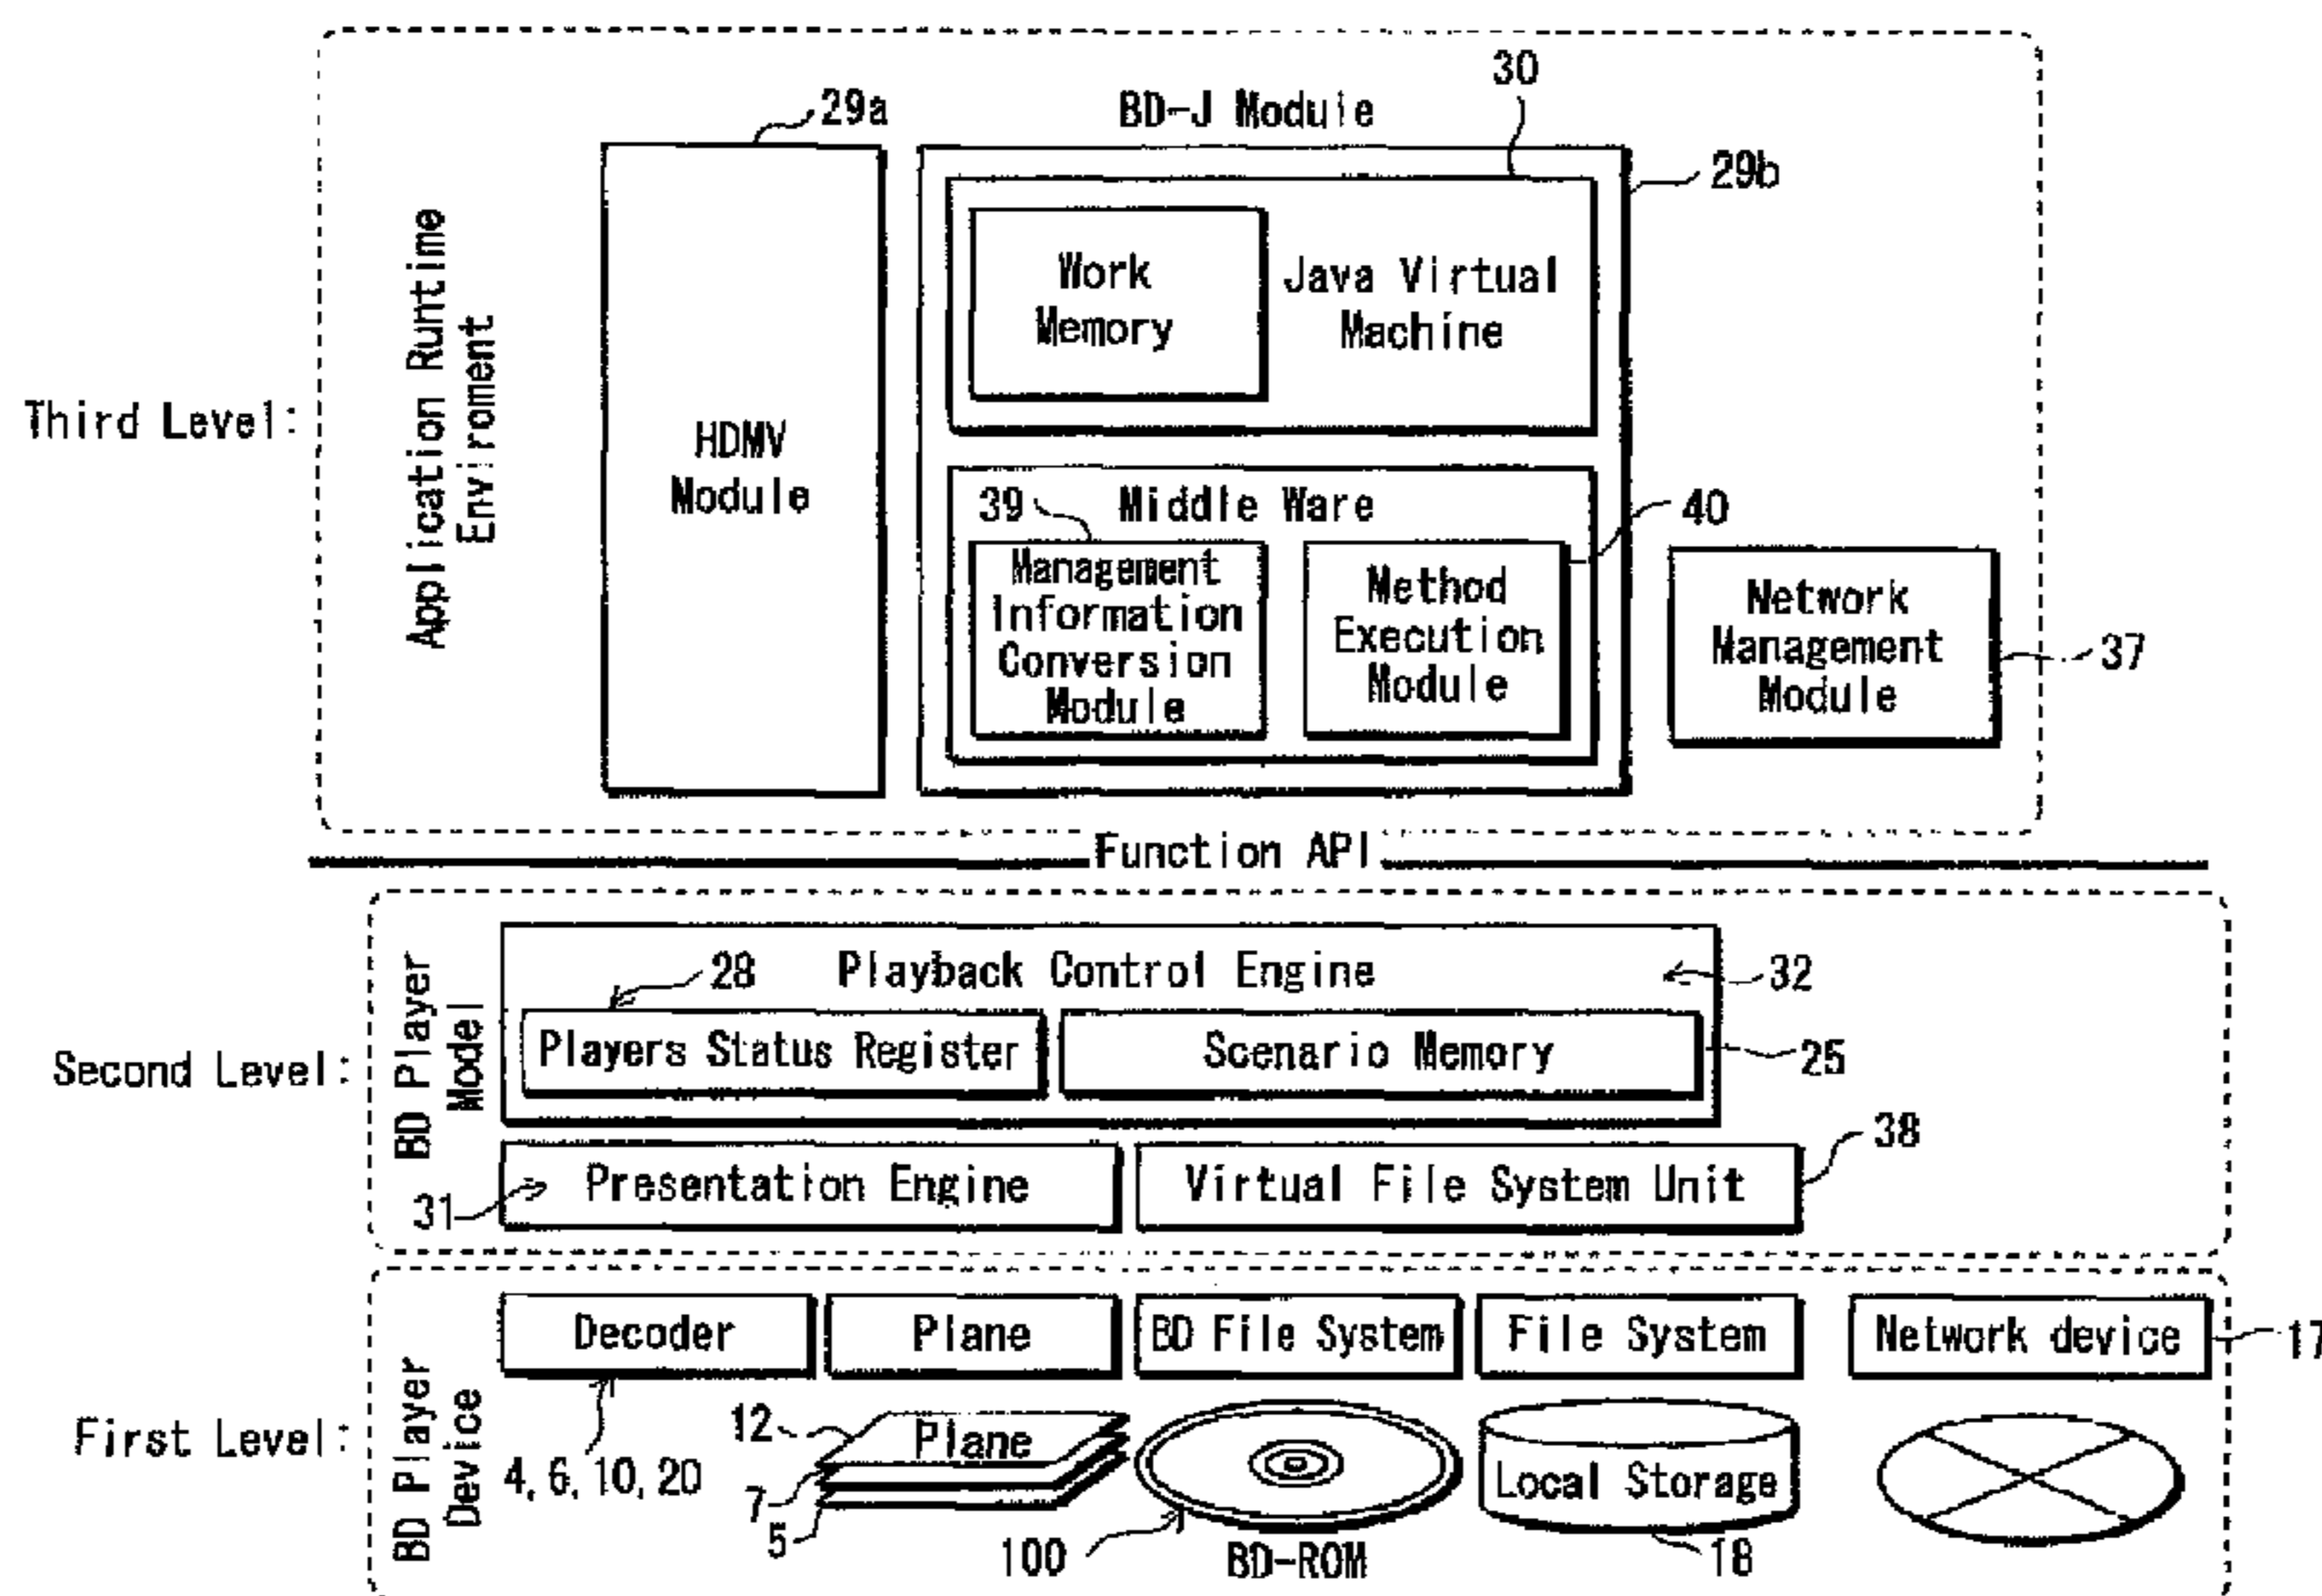 30
29a
BD-J Module
29b
Work
Memory
Java Virtual
Machine
Application Runtime
Enviroment
Third Level:
HDMV
Module
39
Middle Ware
40
Management
Information
Conversion
Module
Method
Execution
Module
Network
Management
Module
37
Function API
BD Player
Model
28
Playback Control Engine
32
Second Level:
Players Status Register
Scenario Memory
25
38
31
Presentation Engine
Virtual File System Unit
Decoder
Plane
BD File System
File System
Network device
17
BD Player
Device
First Level:
12
Plane
4, 6, 10, 20
7
5
Local Storage
100
BD-ROM
18